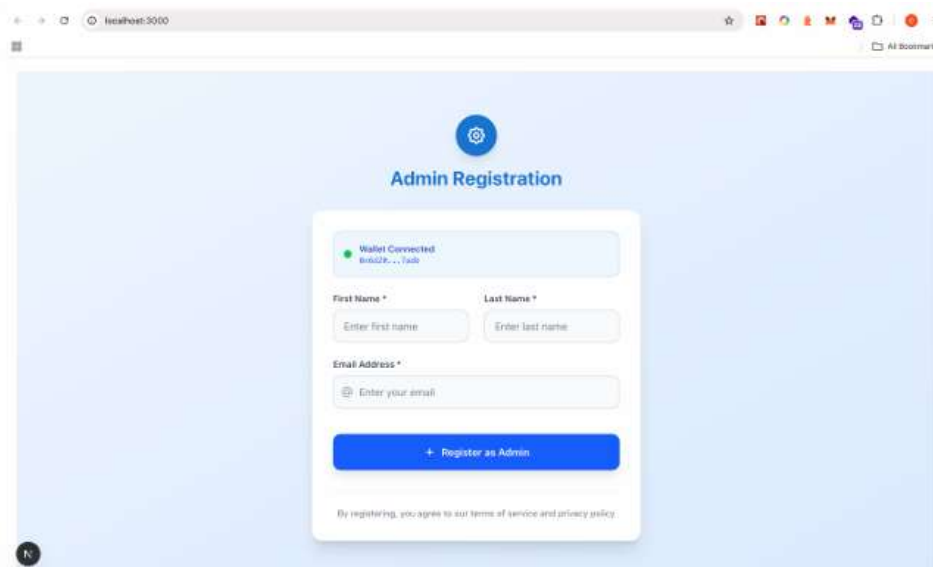 localhost:3000
All Bookmar
Admin Registration
Wallet Connected
First Name *
Last Name *
Enter first name
Enter last name
Email Address *
@ Enter your email
+ Register as Admin
By registering, you agree to our terms of service and privacy policy
N